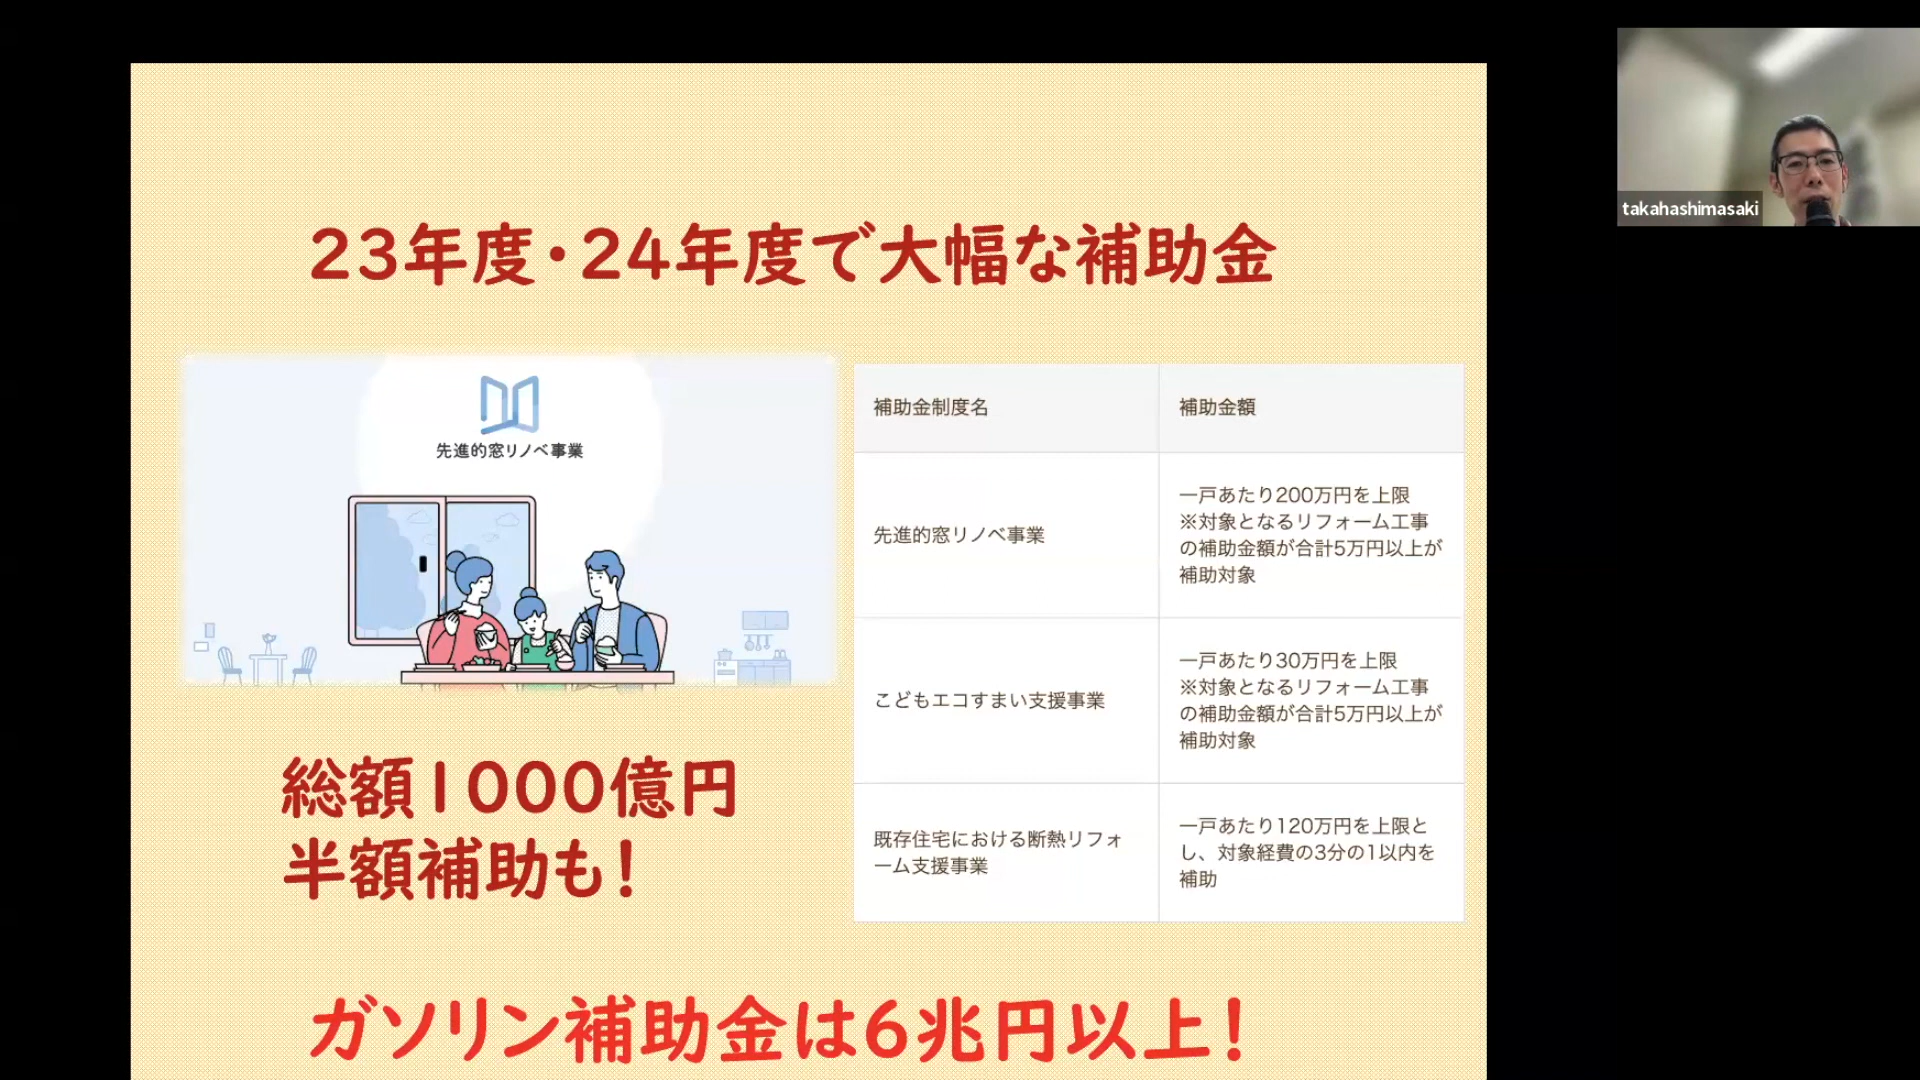 23年度・24年度で大幅な補助金
先進的窓リノベ事業
補助金制度名
補助金額
先進的窓リノベ事業
一戸あたり200万円を上限
※対象となるリフォーム工事
の補助金額が合計5万円以上が
補助対象
こどもエコすまい支援事業
一戸あたり30万円を上限
※対象となるリフォーム工事
の補助金額が合計5万円以上が
補助対象
既存住宅における断熱リフォ
ーム支援事業
一戸あたり120万円を上限と
し、対象経費の3分の1以内を
補助
総額1000億円
半額補助も!
ガソリン補助金は6兆円以上!
takahashimasaki